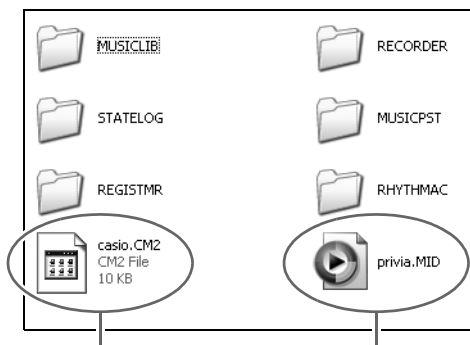 MUSICLIB
RECORDER
STATELOG
MUSICPST
REGISTMR
RHYTHMAC
casio.CM2
CM2 File
10 KB
privia.MID